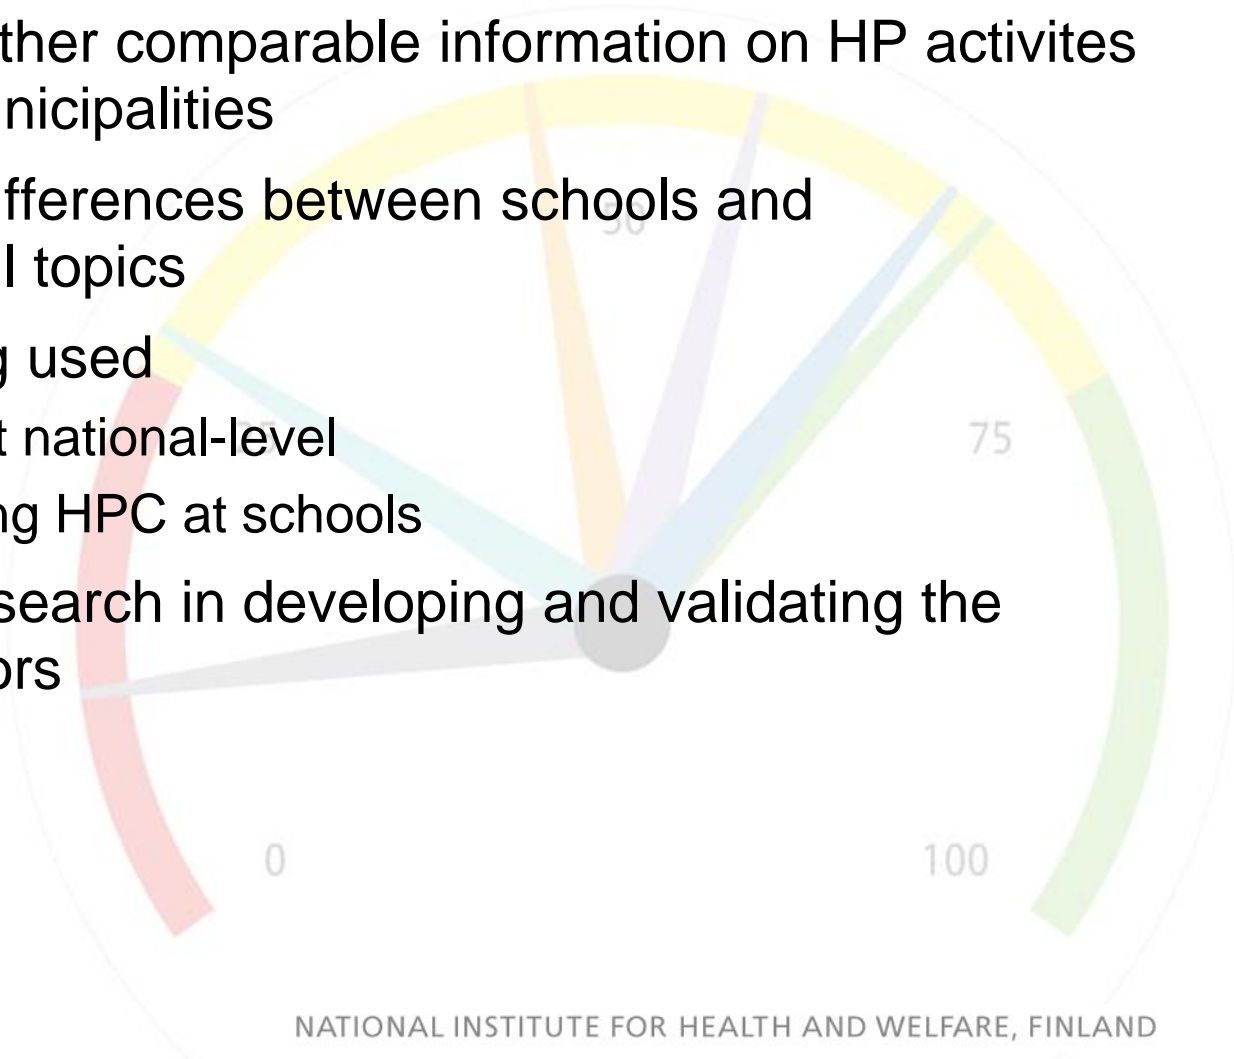 ther comparable information on HP activites
nicipalities
fferences between schools and
50
l topics
g used
t national-level
25
75
ng HPC at schools
search in developing and validating the
ors
0
100
NATIONAL INSTITUTE FOR HEALTH AND WELFARE, FINLAND